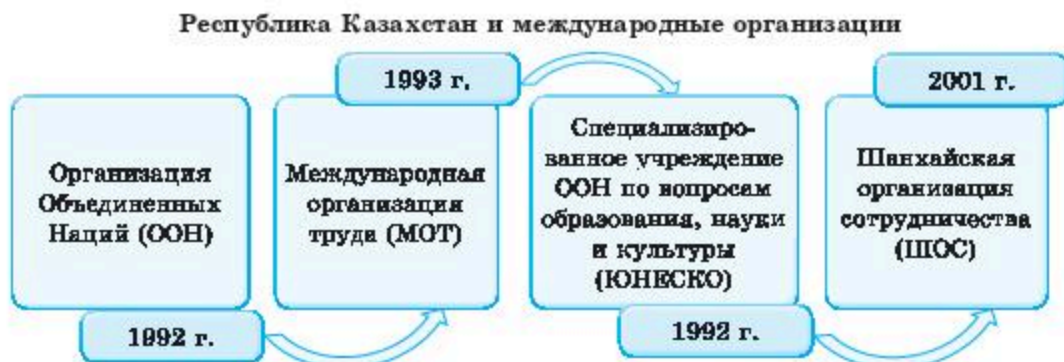 Республика Казахстан и международные организации
1993 г.
2001 г.
Организация
Объединенных
Наций (ООН)
1992 г.
Международная
организация
труда (МОТ)
Специализиро-
ванное учреждение
ООН по вопросам
образования, науки
и культуры
(ЮНЕСКО)
1992 г.
Шанхайская
организация
сотрудничества
(ШОС)